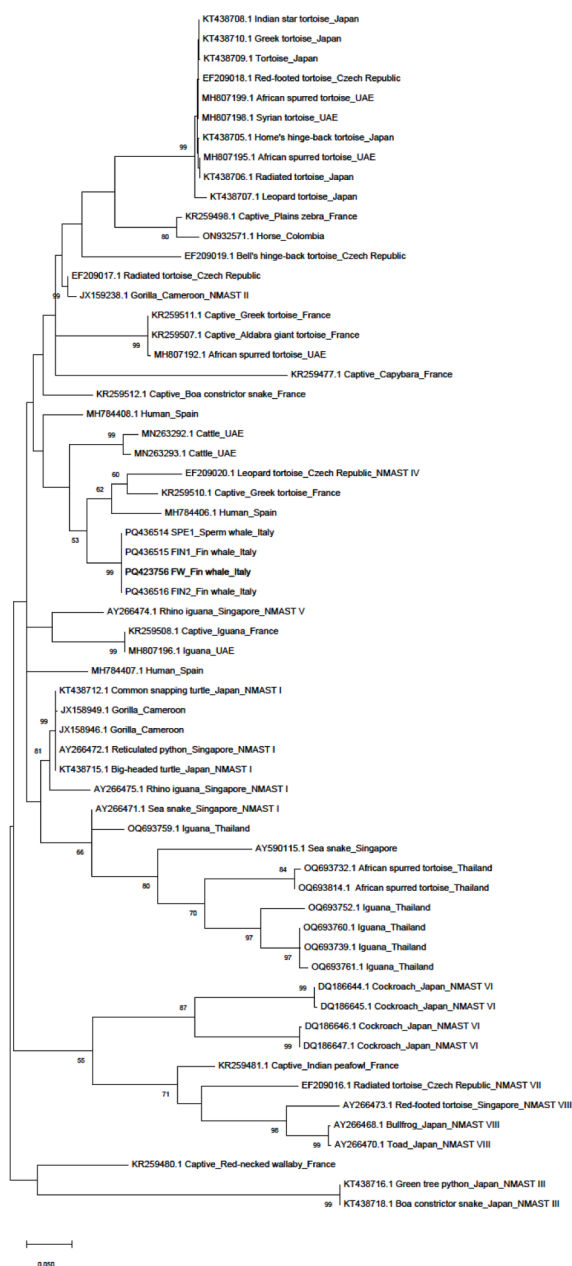 KT438708.1 Indian star tortoise_Japan
KT438710.1 Greek tortoise_Japan
KT438709.1 Tortoise_Japan
EF209018.1 Red-footed tortoise_Czech Republic
MH807199.1 African spurred tortoise_UAE
MH807198.1 Syrian tortoise_UAE
KT438705.1 Home's hinge-back tortoise_Japan
99
MH807195.1 African spurred tortoise_UAE
KT438706.1 Radiated tortoise_Japan
KT438707.1 Leopard tortoise_Japan
KR259498.1 Captive_Plains zebra_France
80
ON932571.1 Horse_Colombia
EF209019.1 Bell's hinge-back tortoise_Czech Republic
EF209017.1 Radiated tortoise_Czech Republic
99
JX159238.1 Gorilla_Cameroon_NMAST II
KR259511.1 Captive_Greek tortoise_France
KR259507.1 Captive_Aldabra giant tortoise_France
99
MH807192.1 African spurred tortoise_UAE
KR259477.1 Captive_Capybara_France
KR259512.1 Captive_Boa constrictor snake_France
MH784408.1 Human_Spain
99
MN263292.1 Cattle_UAE
MN263293.1 Cattle_UAE
60
EF209020.1 Leopard tortoise_Czech Republic_NMAST IV
62
KR259510.1 Captive_Greek tortoise_France
MH784406.1 Human_Spain
53
PQ436514 SPE1_Sperm whale_Italy
PQ436515 FIN1_Fin whale_Italy
99
PQ423756 FW_Fin whale_Italy
PQ436516 FIN2_Fin whale_Italy
AY266474.1 Rhino iguana_Singapore_NMAST V
KR259508.1 Captive_Iguana_France
99
MH807196.1 Iguana_UAE
MH784407.1 Human_Spain
KT438712.1 Common snapping turtle_Japan_NMAST I
JX158949.1 Gorilla_Cameroon
99
JX158946.1 Gorilla_Cameroon
81
AY266472.1 Reticulated python_Singapore_NMAST I
KT438715.1 Big-headed turtle_Japan_NMAST I
AY266475.1 Rhino iguana_Singapore_NMAST I
AY266471.1 Sea snake_Singapore_NMAST I
OQ693759.1 Iguana_Thailand
66
AY590115.1 Sea snake_Singapore
84
OQ693732.1 African spurred tortoise_Thailand
80
OQ693814.1 African spurred tortoise_Thailand
70
OQ693752.1 Iguana_Thailand
OQ693760.1 Iguana_Thailand
97
OQ693739.1 Iguana_Thailand
97
OQ693761.1 Iguana_Thailand
99
DQ186644.1 Cockroach_Japan_NMAST VI
87
DQ186645.1 Cockroach_Japan_NMAST VI
DQ186646.1 Cockroach_Japan_NMAST VI
99
DQ186647.1 Cockroach_Japan_NMAST VI
55
KR259481.1 Captive_Indian peafowl_France
71
EF209016.1 Radiated tortoise_Czech Republic_NMAST VII
AY266473.1 Red-footed tortoise_Singapore_NMAST VIII
98
AY266468.1 Bullfrog_Japan_NMAST VIII
99
AY266470.1 Toad_Japan_NMAST VIII
KR259480.1 Captive_Red-necked wallaby_France
KT438716.1 Green tree python_Japan_NMAST III
99
KT438718.1 Boa constrictor snake_Japan_NMAST III
0.050